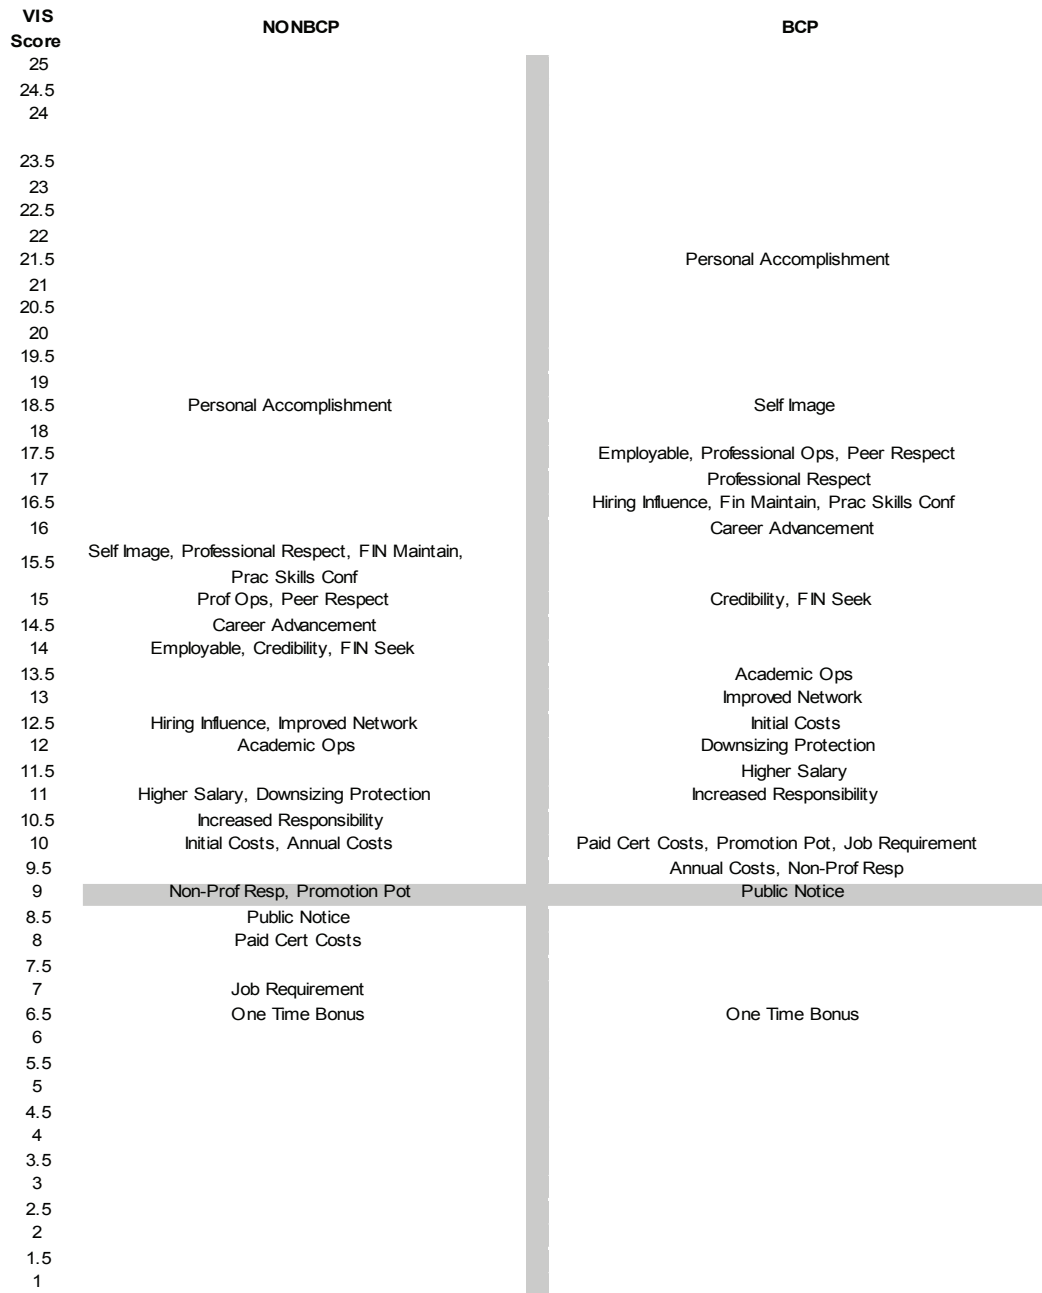 VIS Score NONBCP BCP
25
24.5
24
23.5
23
22.5
22
21.5 Personal Accomplishment
21
20.5
20
19.5
19
18.5 Personal Accomplishment Self Image
18
17.5 Employable, Professional Ops, Peer Respect
17 Professional Respect
16.5 Hiring Influence, Fin Maintain, Prac Skills Conf
16 Career Advancement
15.5 Self Image, Professional Respect, FIN Maintain,
Prac Skills Conf
15 Prof Ops, Peer Respect Credibility, FIN Seek
14.5 Career Advancement
14 Employable, Credibility, FIN Seek
13.5 Academic Ops
13 Improved Network
12.5 Hiring Influence, Improved Network Initial Costs
12 Academic Ops Downsizing Protection
11.5 Higher Salary
11 Higher Salary, Downsizing Protection Increased Responsibility
10.5 Increased Responsibility
10 Initial Costs, Annual Costs Paid Cert Costs, Promotion Pot, Job Requirement
9.5 Annual Costs, Non-Prof Resp
9 Non-Prof Resp, Promotion Pot Public Notice
8.5 Public Notice
8 Paid Cert Costs
7.5
7 Job Requirement
6.5 One Time Bonus One Time Bonus
6
5.5
5
4.5
4
3.5
3
2.5
2
1.5
1